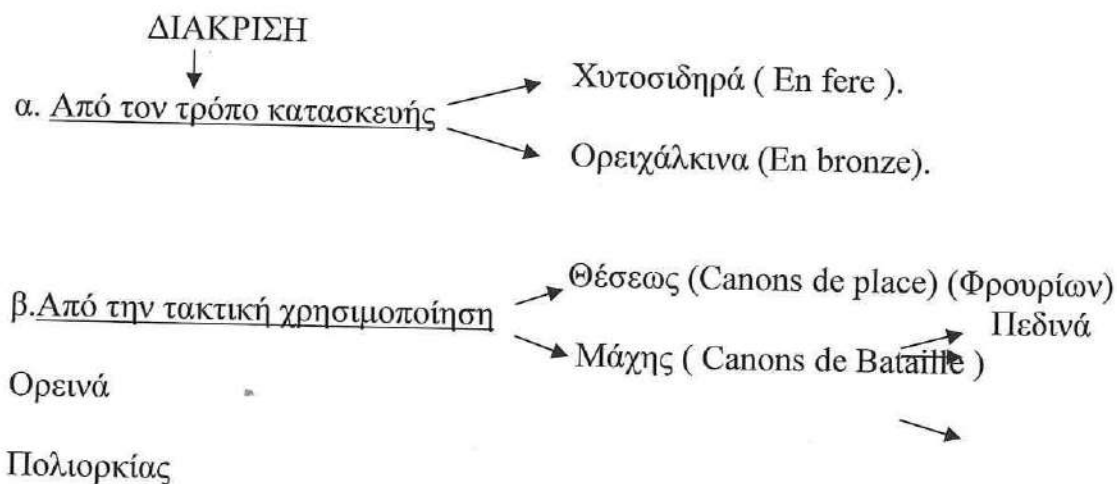 ΔΙΑΚΡΙΣΗ
α. Από τον τρόπο κατασκευής
Χυτοσιδηρά ( En fere ).
Ορειχάλκινα (En bronze).
β.Από την τακτική χρησιμοποίηση
Θέσεως (Canons de place) (Φρουρίων)
Πεδινά
Μάχης ( Canons de Bataille )
Ορεινά
Πολιορκίας